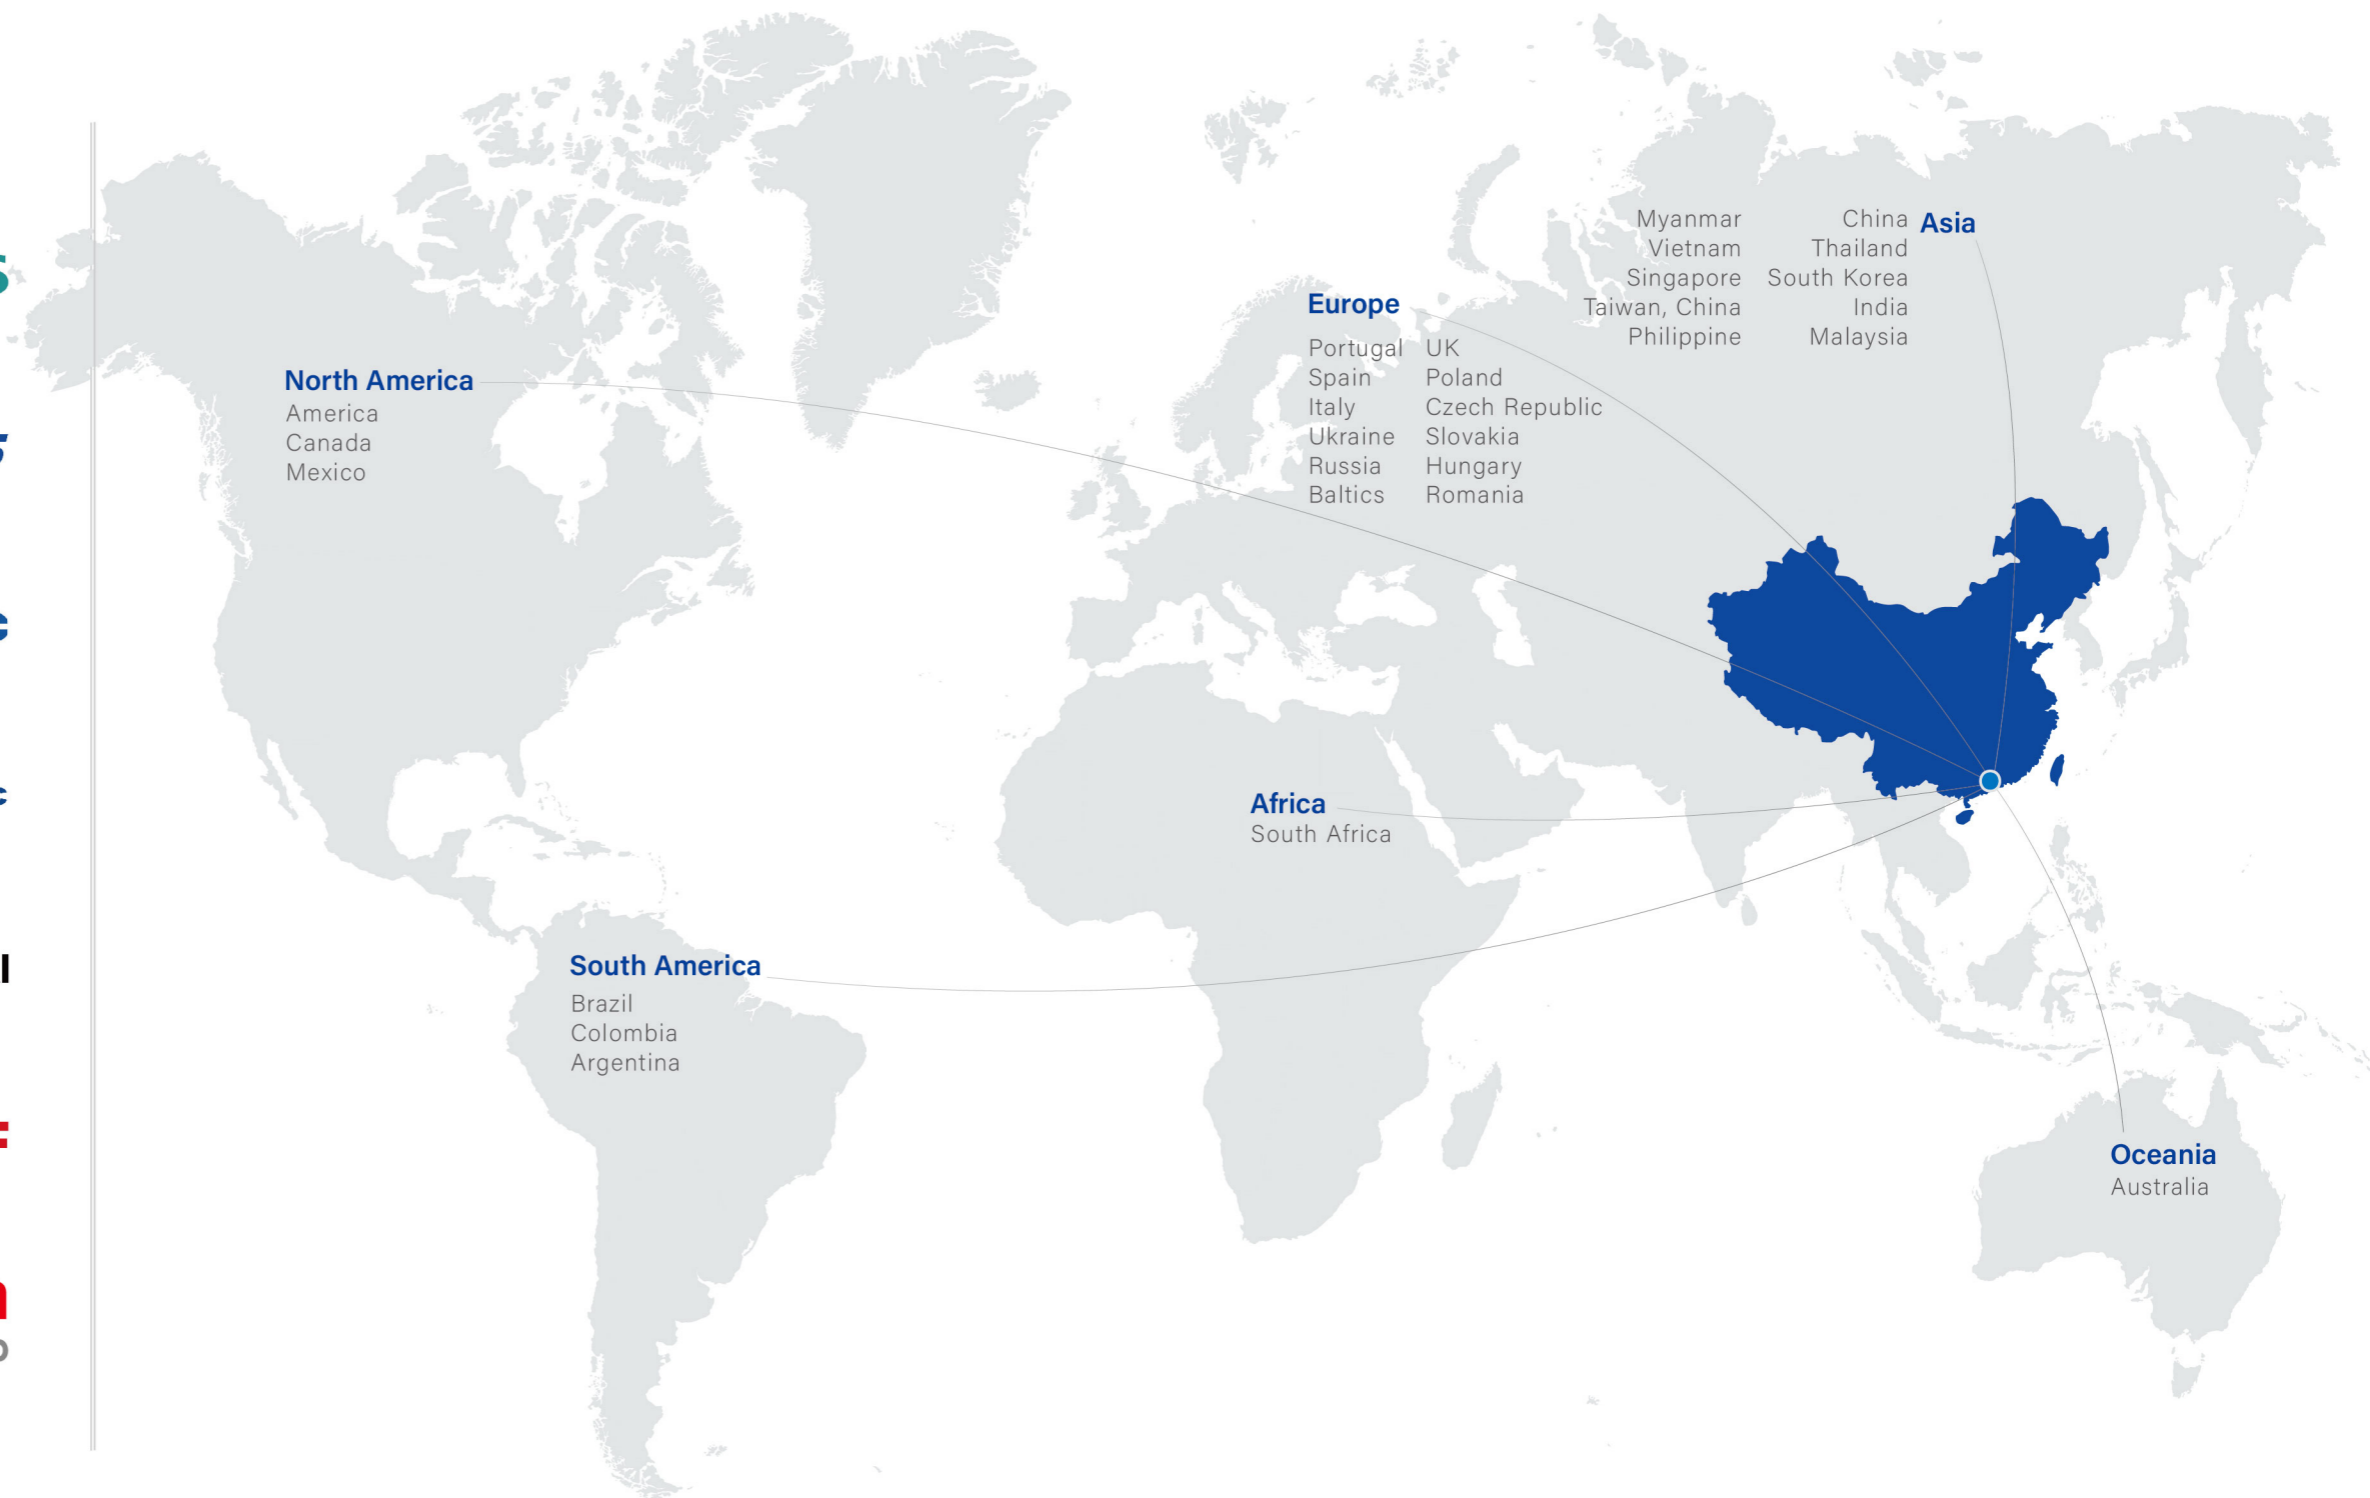 North America
America
Canada
Mexico
Europe
Portugal UK
Spain Poland
Italy Czech Republic
Ukraine Slovakia
Russia Hungary
Baltics Romania
Asia
Myanmar China
Vietnam Thailand
Singapore South Korea
Taiwan, China India
Philippine Malaysia
Africa
South Africa
South America
Brazil
Colombia
Argentina
Oceania
Australia